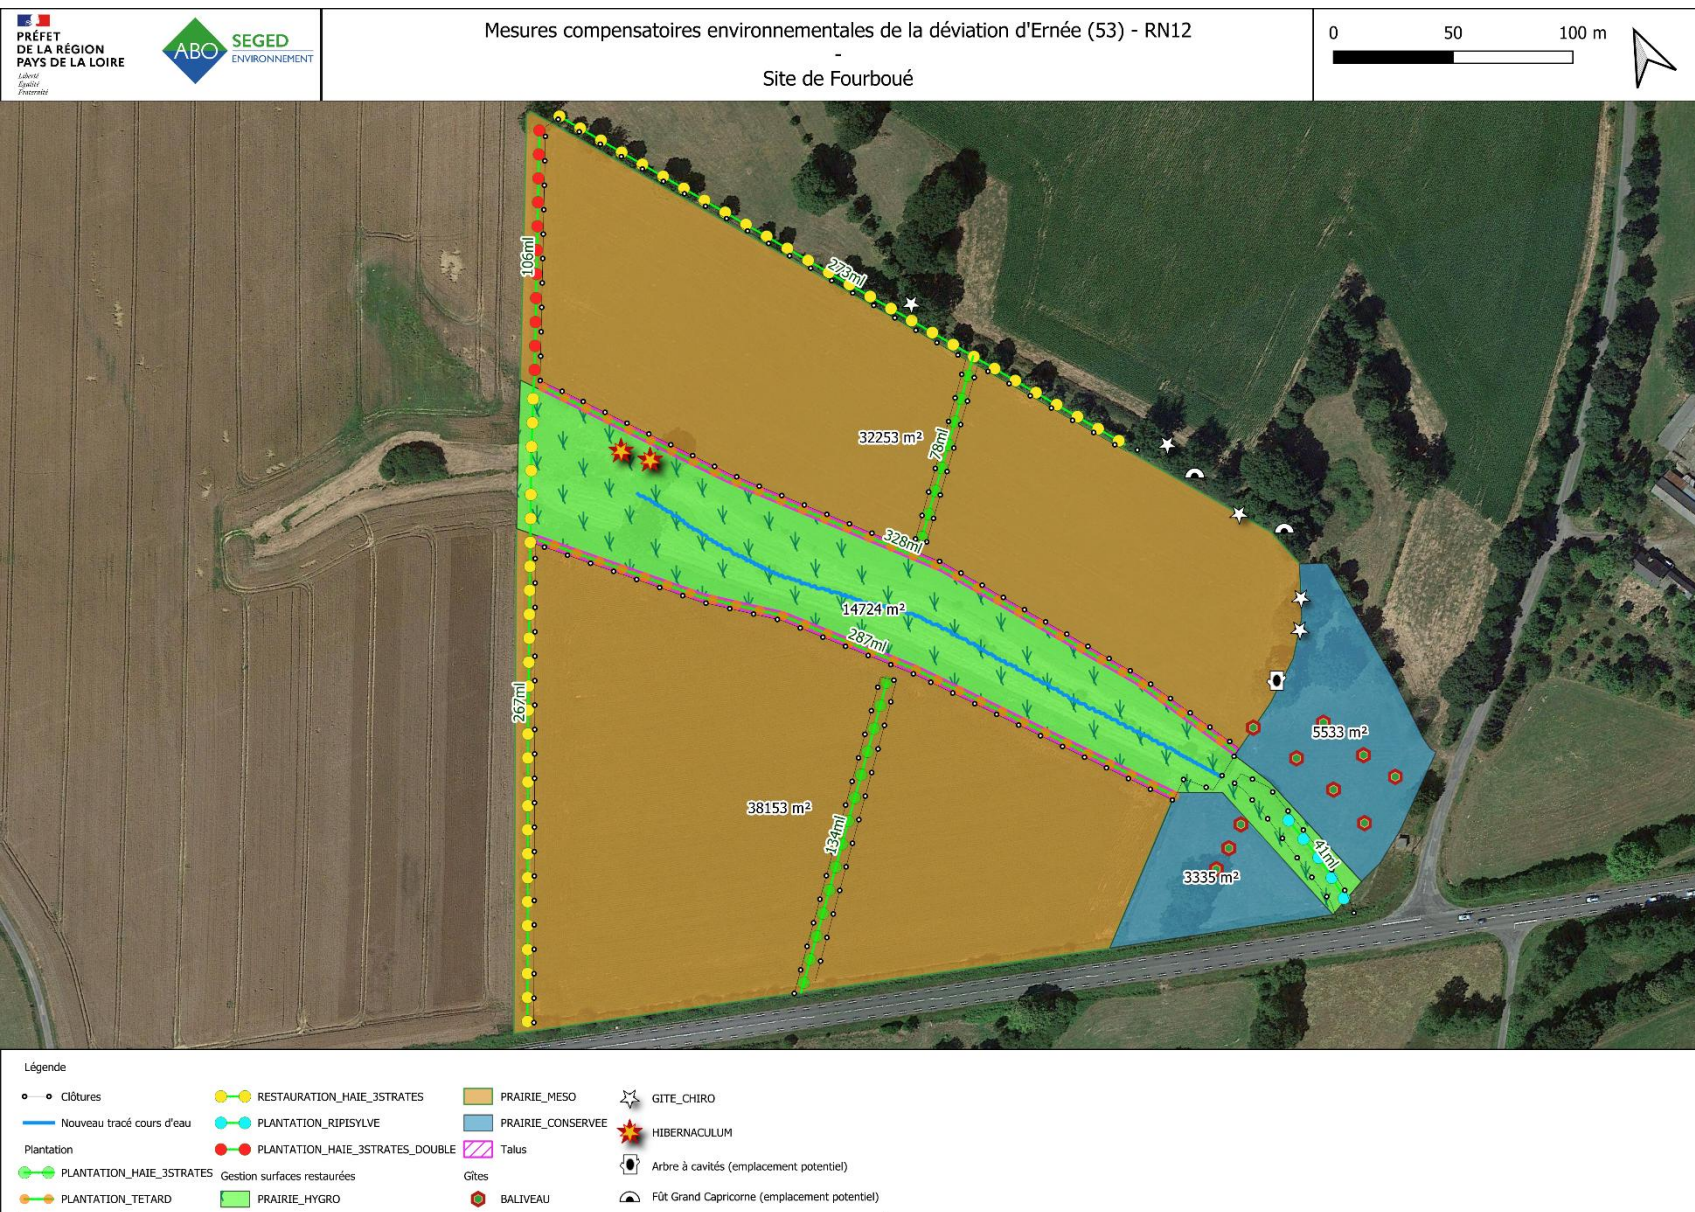 PRÉFET
DE LA RÉGION
PAYS DE LA LOIRE
Liberté
Égalité
Fraternité
ABO
SEGED
ENVIRONNEMENT
Mesures compensatoires environnementales de la déviation d'Ernée (53) - RN12
-
Site de Fourboué
0 50 100 m
106ml
273ml
32253 m²
78ml
328ml
14724 m²
287ml
267ml
5533 m²
38153 m²
134ml
41ml
3335 m²
Légende
Clôtures
Nouveau tracé cours d'eau
Plantation
PLANTATION_HAIE_3STRATES
PLANTATION_TETARD
RESTAURATION_HAIE_3STRATES
PLANTATION_RIPISYLVE
PLANTATION_HAIE_3STRATES_DOUBLE
Gestion surfaces restaurées
PRAIRIE_HYGRO
PRAIRIE_MESO
PRAIRIE_CONSERVEE
Talus
Gîtes
BALIVEAU
GITE_CHIRO
HIBERNACULUM
Arbre à cavités (emplacement potentiel)
Fût Grand Capricorne (emplacement potentiel)